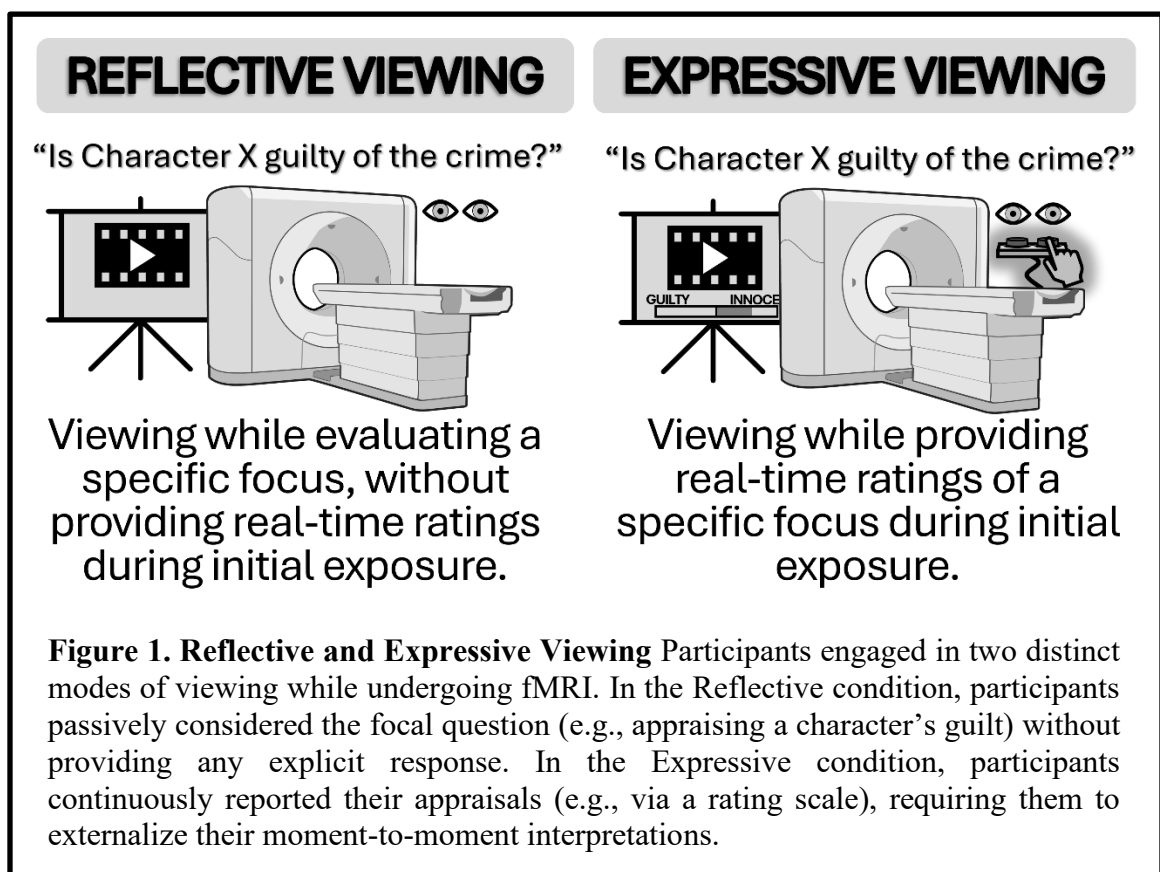 REFLECTIVE VIEWING
“Is Character X guilty of the crime?”
Viewing while evaluating a
specific focus, without
providing real-time ratings
during initial exposure.
EXPRESSIVE VIEWING
“Is Character X guilty of the crime?”
GUILTY INNOCE
Viewing while providing
real-time ratings of a
specific focus during initial
exposure.
Figure 1. Reflective and Expressive Viewing Participants engaged in two distinct
modes of viewing while undergoing fMRI. In the Reflective condition, participants
passively considered the focal question (e.g., appraising a character’s guilt) without
providing any explicit response. In the Expressive condition, participants
continuously reported their appraisals (e.g., via a rating scale), requiring them to
externalize their moment-to-moment interpretations.